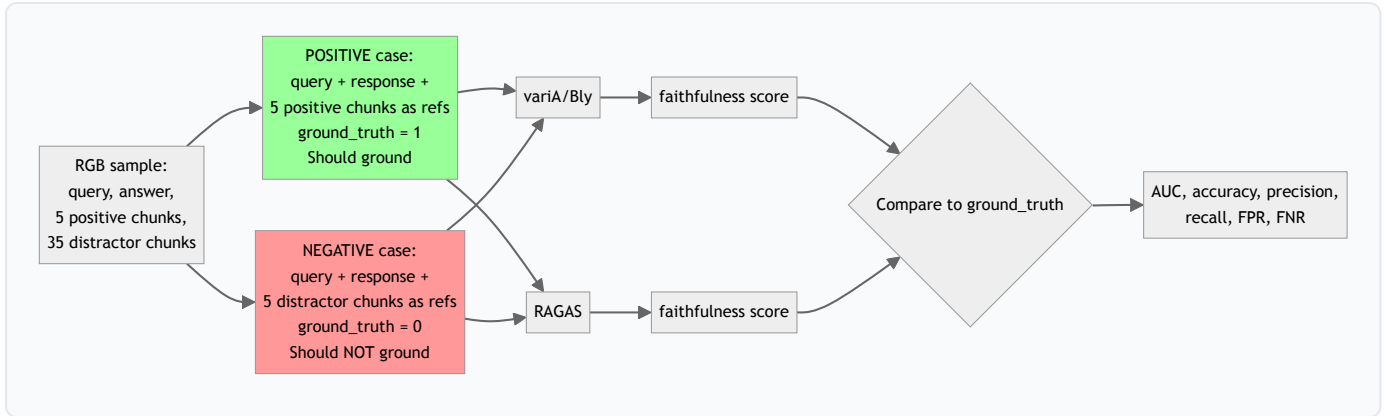 RGB sample:
query, answer,
5 positive chunks,
35 distractor chunks
POSITIVE case:
query + response +
5 positive chunks as refs
ground_truth = 1
Should ground
NEGATIVE case:
query + response +
5 distractor chunks as refs
ground_truth = 0
Should NOT ground
variA/Bly
faithfulness score
RAGAS
faithfulness score
Compare to ground_truth
AUC, accuracy, precision,
recall, FPR, FNR